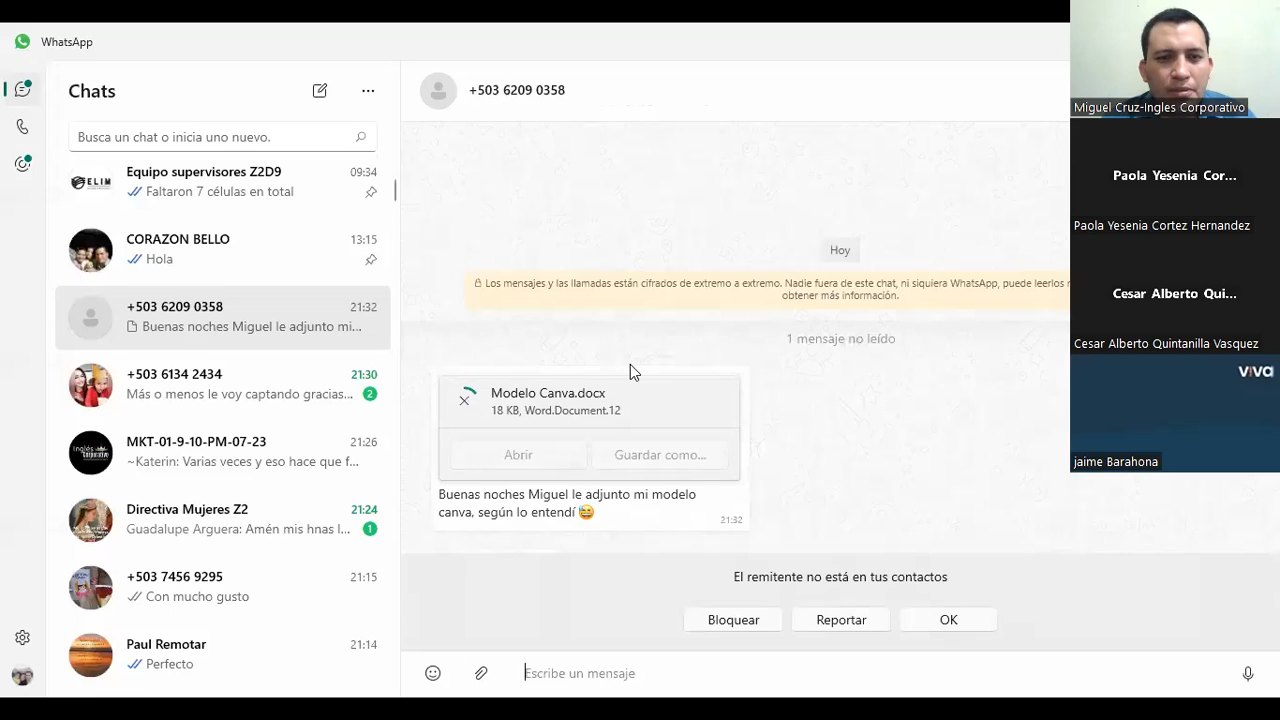 WhatsApp
Chats
Busca un chat o inicia uno nuevo.
Equipo supervisores Z2D9 09:34
ELIM Faltaron 7 células en total
CORAZON BELLO 13:15
Hola
+503 6209 0358 21:32
Buenas noches Miguel le adjunto mi...
+503 6134 2434 21:30
Más o menos le voy captando gracias... 2
MKT-01-9-10-PM-07-23 21:26
~Katerin: Varias veces y eso hace que f...
Directiva Mujeres Z2 21:24
Guadalupe Arguera: Amén mis hnas l... 1
+503 7456 9295 21:15
Con mucho gusto
Paul Remotar 21:14
Perfecto
+503 6209 0358
Hoy
Los mensajes y las llamadas están cifrados de extremo a extremo. Nadie fuera de este chat, ni siquiera WhatsApp, puede leerlos
obtener más información.
1 mensaje no leído
Modelo Canva.docx
18 KB, Word.Document.12
Abrir Guardar como...
Buenas noches Miguel le adjunto mi modelo
canva, según lo entendí 😅
21:32
El remitente no está en tus contactos
Bloquear Reportar OK
Escribe un mensaje
Miguel Cruz-Ingles Corporativo
Paola Yesenia Cor...
Paola Yesenia Cortez Hernandez
Cesar Alberto Qui...
Cesar Alberto Quintanilla Vasquez
VIVA
jaime Barahona